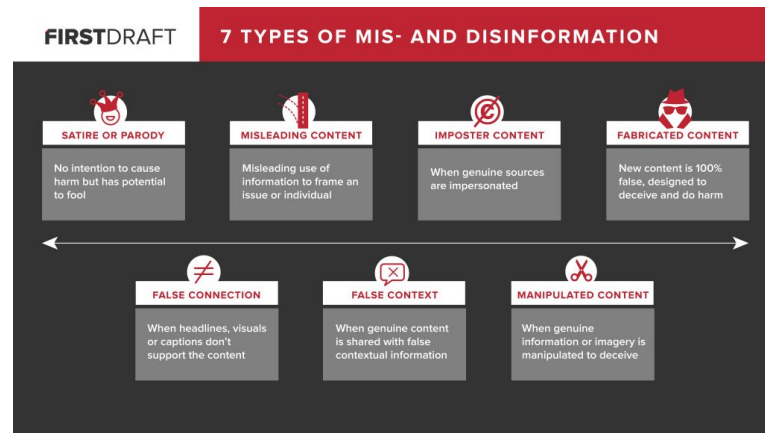 FIRSTDRAFT
7 TYPES OF MIS- AND DISINFORMATION
SATIRE OR PARODY
No intention to cause
harm but has potential
to fool
MISLEADING CONTENT
Misleading use of
information to frame an
issue or individual
IMPOSTER CONTENT
When genuine sources
are impersonated
FABRICATED CONTENT
New content is 100%
false, designed to
deceive and do harm
FALSE CONNECTION
When headlines, visuals
or captions don't
support the content
FALSE CONTEXT
When genuine content
is shared with false
contextual information
MANIPULATED CONTENT
When genuine
information or imagery is
manipulated to deceive